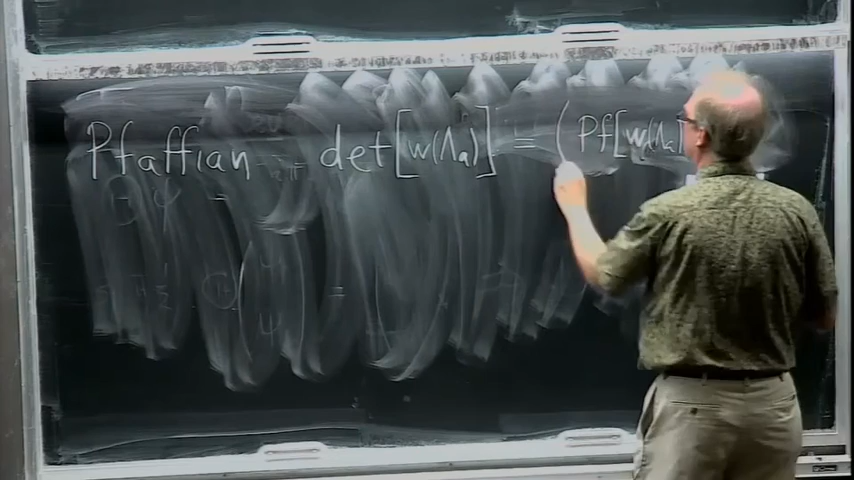 Pfaffian det[w(Λₐ)] = (Pf[w(Λₐ)